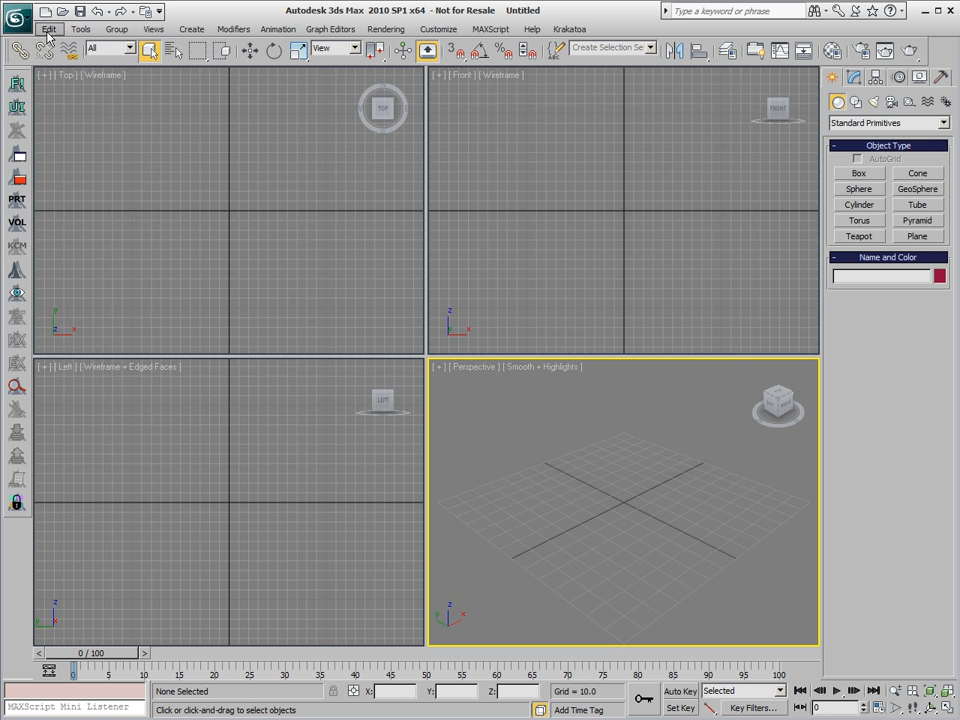 Autodesk 3ds Max 2010 SP1 x64 - Not for Resale Untitled
Type a keyword or phrase
Edit Tools Group Views Create Modifiers Animation Graph Editors Rendering Customize MAXScript Help Krakatoa
All View 3 % Create Selection Se
[ + ] [ Top ] [ Wireframe ]
TOP
y
z x
[ + ] [ Front ] [ Wireframe ]
FRONT
z
y x
[ + ] [ Left ] [ Wireframe + Edged Faces ]
LEFT
z
y x
[ + ] [ Perspective ] [ Smooth + Highlights ]
z
y x
PRT
VOL
KCM
Standard Primitives
- Object Type
AutoGrid
Box Cone
Sphere GeoSphere
Cylinder Tube
Torus Pyramid
Teapot Plane
- Name and Color
< 0 / 100 >
0 5 10 15 20 25 30 35 40 45 50 55 60 65 70 75 80 85 90 95 100
None Selected X: Y: Z: Grid = 10.0 Auto Key Selected
MAXScript Mini Listener Click or click-and-drag to select objects Add Time Tag Set Key Key Filters... 0